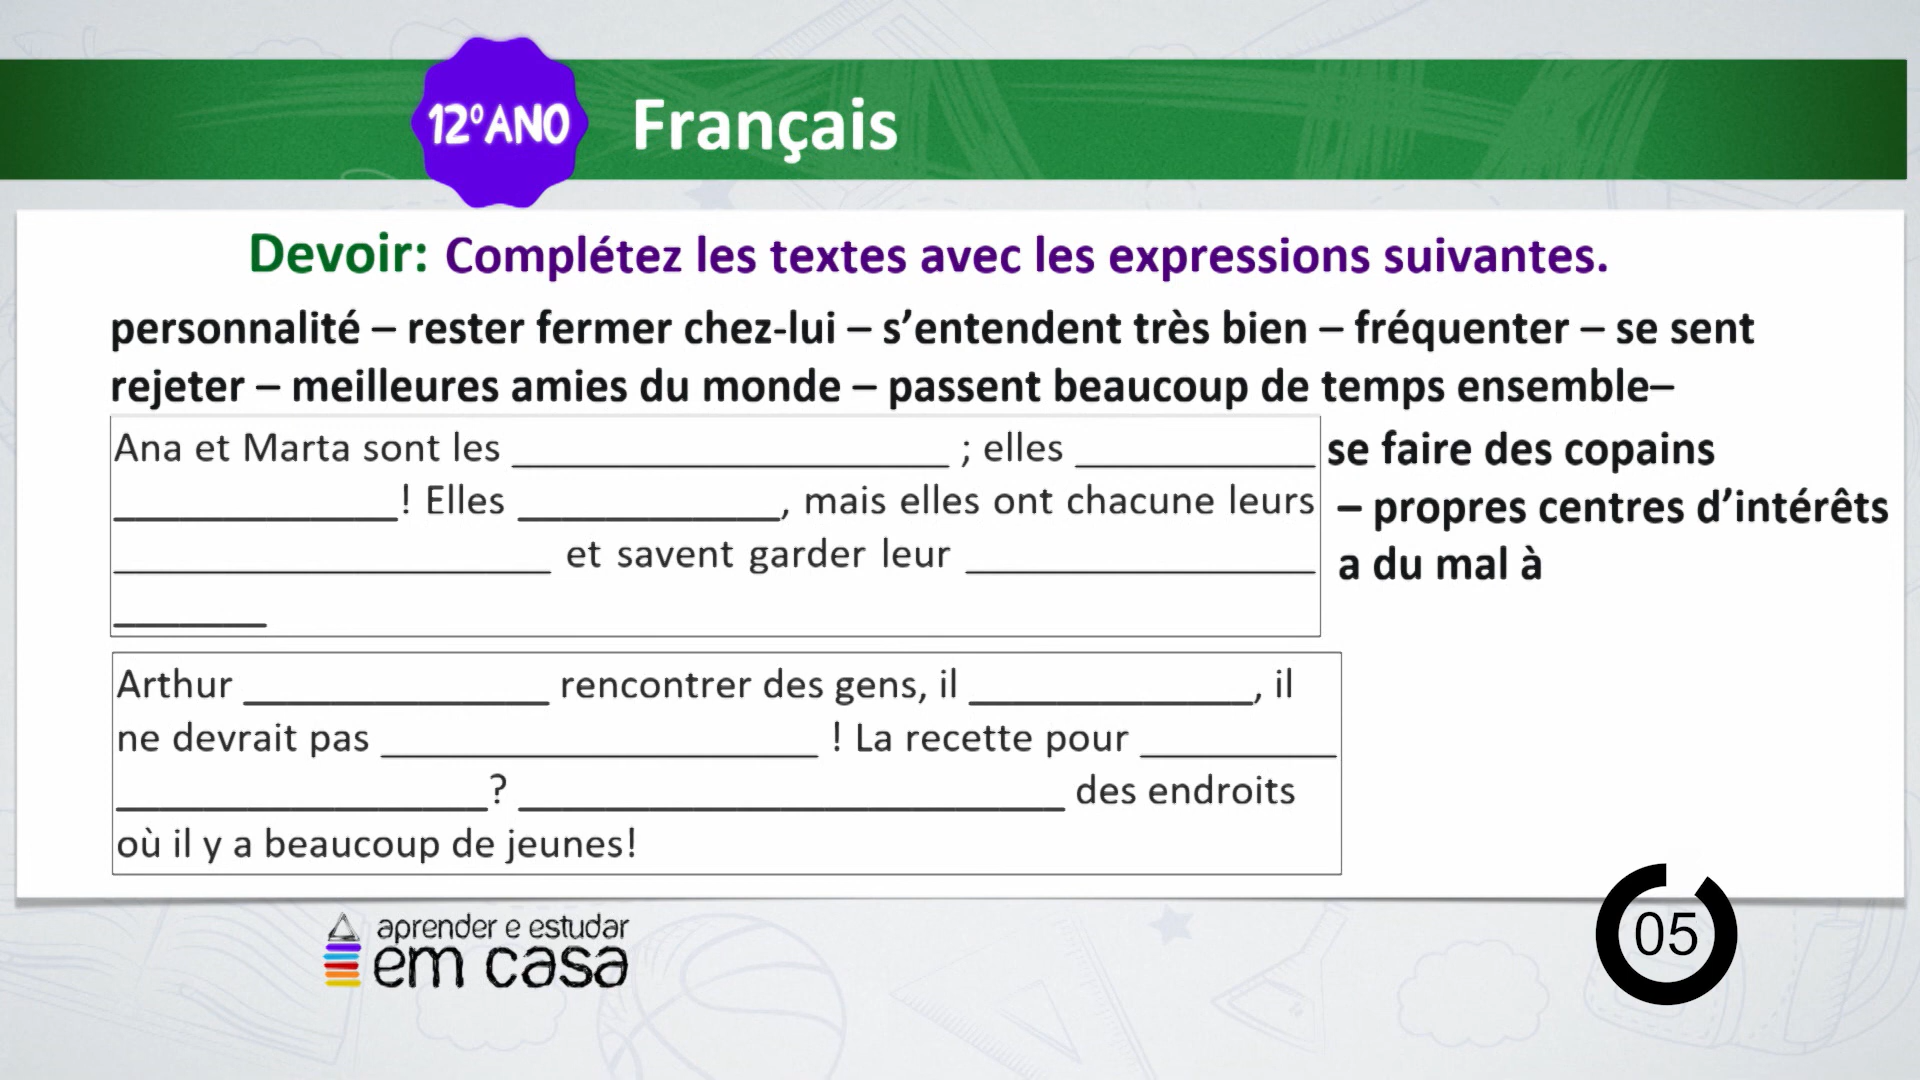 12ºANO
Français
Devoir: Complétez les textes avec les expressions suivantes.
personnalité – rester fermer chez-lui – s’entendent très bien – fréquenter – se sent
rejeter – meilleures amies du monde – passent beaucoup de temps ensemble–
se faire des copains
– propres centres d’intérêts
a du mal à
Ana et Marta sont les ____________________ ; elles ___________
_____________! Elles ____________, mais elles ont chacune leurs
____________________ et savent garder leur ________________
_______
Arthur ______________ rencontrer des gens, il _____________, il
ne devrait pas ____________________ ! La recette pour _________
_________________? _________________________ des endroits
où il y a beaucoup de jeunes!
aprender e estudar
em casa
05